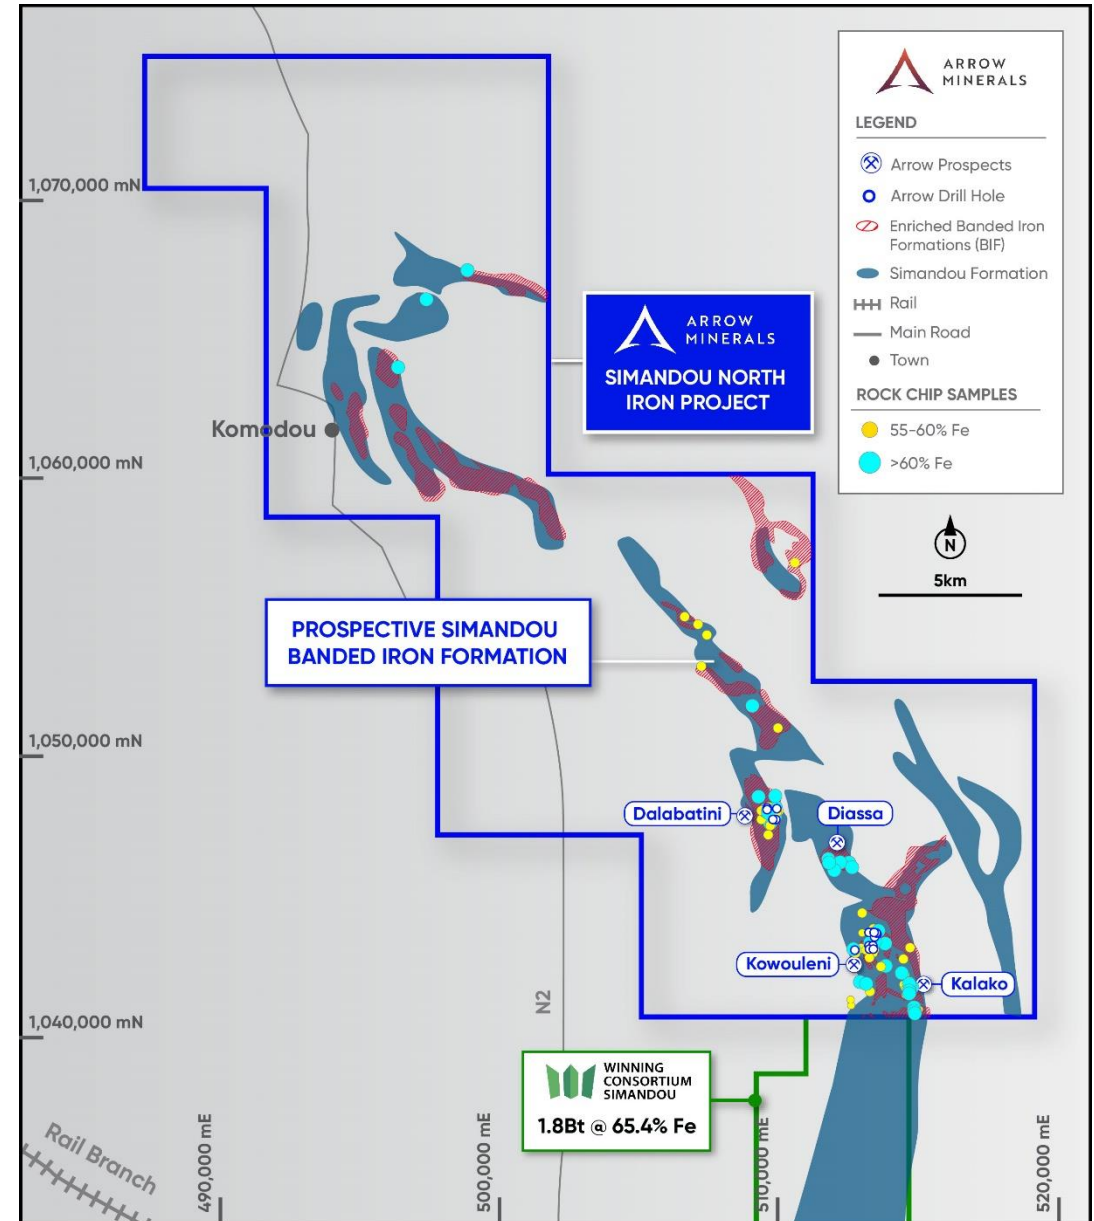 ARROW
MINERALS
LEGEND
Arrow Prospects
Arrow Drill Hole
Enriched Banded Iron
Formations (BIF)
Simandou Formation
Rail
Main Road
Town
ROCK CHIP SAMPLES
55-60% Fe
>60% Fe
N
5km
1,070,000 mN
1,060,000 mN
1,050,000 mN
1,040,000 mN
ARROW
MINERALS
SIMANDOU NORTH
IRON PROJECT
Komodou
PROSPECTIVE SIMANDOU
BANDED IRON FORMATION
Dalabatini
Diassa
Kowouleni
Kalako
N2
WINNING
CONSORTIUM
SIMANDOU
1.8Bt @ 65.4% Fe
Rail Branch
490,000 mE
500,000 mE
510,000 mE
520,000 mE